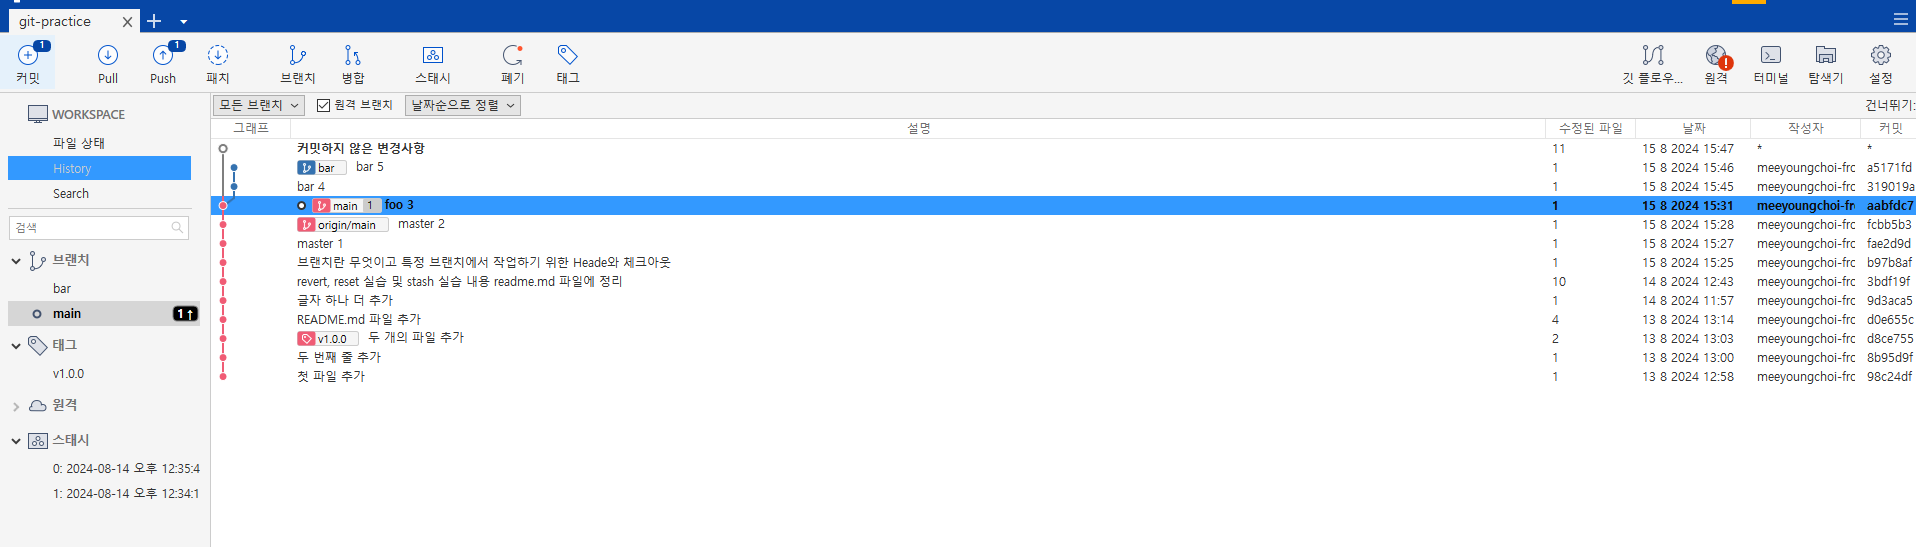 git-practice
1 1
커밋 Pull Push 패치 브랜치 병합 스태시 폐기 태그 깃 플로우... 원격 터미널 탐색기 설정
WORKSPACE
파일 상태
History
Search
검색
브랜치
bar
main 1↑
태그
v1.0.0
원격
스태시
0: 2024-08-14 오후 12:35:4
1: 2024-08-14 오후 12:34:1
모든 브랜치 원격 브랜치 날짜순으로 정렬 건너뛰기:
그래프 설명 수정된 파일 날짜 작성자 커밋
커밋하지 않은 변경사항 11 15 8 2024 15:47 * *
bar bar 5 1 15 8 2024 15:46 meeyoungchoi-frc a5171fd
bar 4 1 15 8 2024 15:45 meeyoungchoi-frc 319019a
main 1 foo 3 1 15 8 2024 15:31 meeyoungchoi-fr aabfdc7
origin/main master 2 1 15 8 2024 15:28 meeyoungchoi-frc fcbb5b3
master 1 1 15 8 2024 15:27 meeyoungchoi-frc fae2d9d
브랜치란 무엇이고 특정 브랜치에서 작업하기 위한 Heade와 체크아웃 1 15 8 2024 15:25 meeyoungchoi-frc b97b8af
revert, reset 실습 및 stash 실습 내용 readme.md 파일에 정리 10 14 8 2024 12:43 meeyoungchoi-frc 3bdf19f
글자 하나 더 추가 1 14 8 2024 11:57 meeyoungchoi-frc 9d3aca5
README.md 파일 추가 4 13 8 2024 13:14 meeyoungchoi-frc d0e655c
v1.0.0 두 개의 파일 추가 2 13 8 2024 13:03 meeyoungchoi-frc d8ce755
두 번째 줄 추가 1 13 8 2024 13:00 meeyoungchoi-frc 8b95d9f
첫 파일 추가 1 13 8 2024 12:58 meeyoungchoi-frc 98c24df